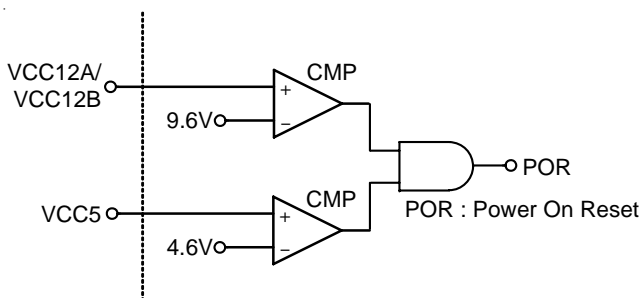 VCC12A/
VCC12B
CMP
9.6V
+
−
POR
POR : Power On Reset
VCC5
CMP
4.6V
+
−